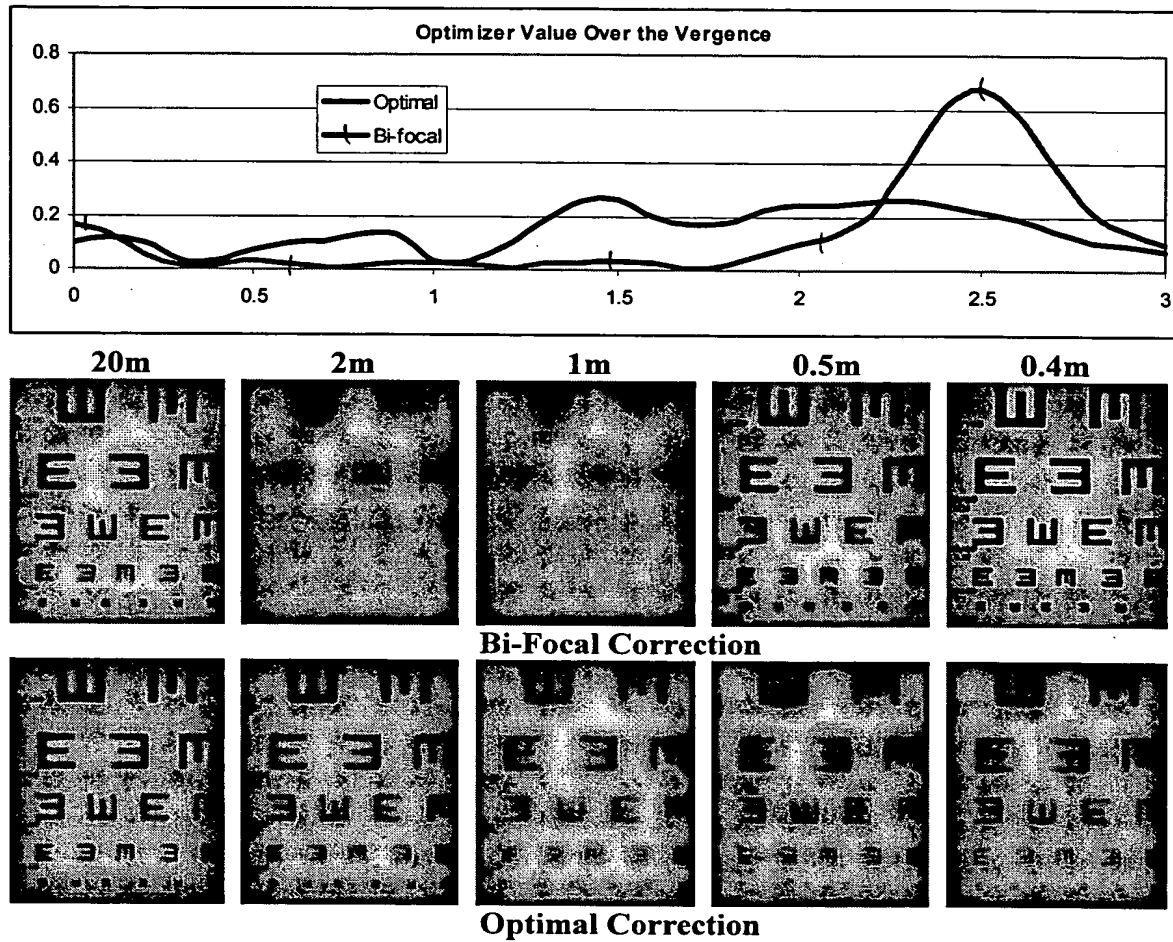 Optimizer Value Over the Vergence
0.8
0.6
0.4
0.2
0
Optimal
Bi-focal
0 0.5 1 1.5 2 2.5 3
20m 2m 1m 0.5m 0.4m
Bi-Focal Correction
Optimal Correction